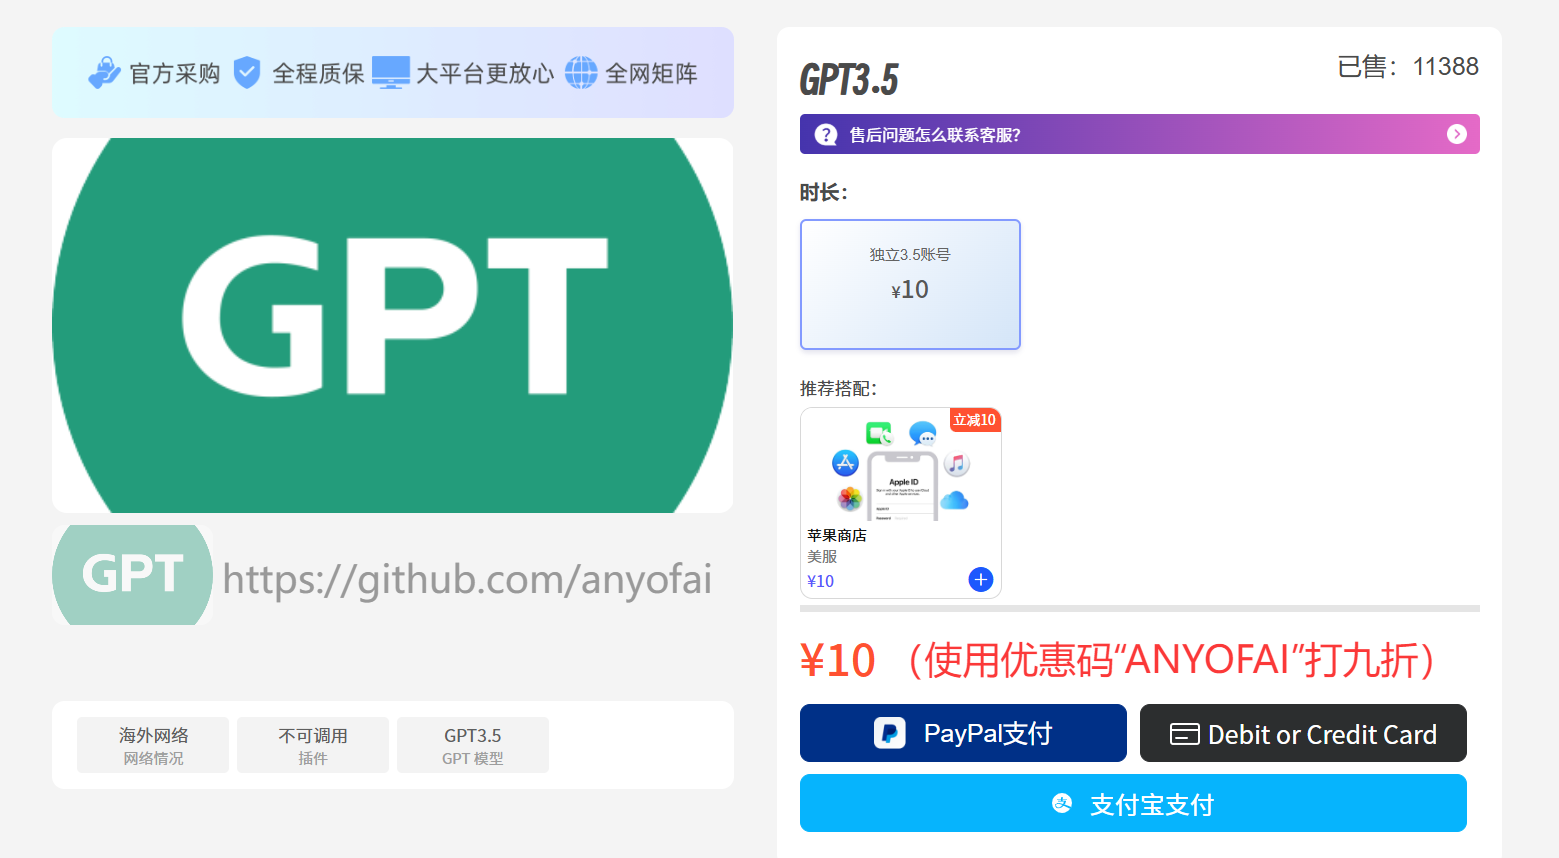 官方采购 全程质保 大平台更放心 全网矩阵
GPT
GPT https://github.com/anyofai
海外网络
网络情况
不可调用
插件
GPT3.5
GPT 模型
GPT3.5
已售：11388
售后问题怎么联系客服？
时长：
独立3.5账号
¥10
推荐搭配：
立减10
Apple ID
苹果商店
美服
¥10
¥10（使用优惠码“ANYOFAI”打九折）
PayPal支付
Debit or Credit Card
支付宝支付